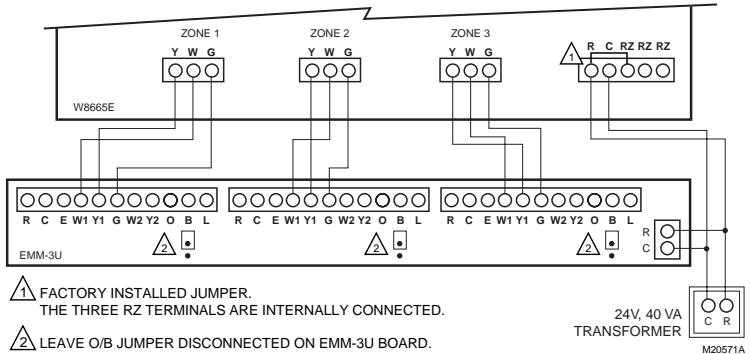 ZONE 1 ZONE 2 ZONE 3
Y W G Y W G Y W G R C RZ RZ RZ
1
W8665E
R C E W1 Y1 G W2 Y2 O B L R C E W1 Y1 G W2 Y2 O B L R C E W1 Y1 G W2 Y2 O B L
2 2 2
R
C
EMM-3U
1 FACTORY INSTALLED JUMPER.
THE THREE RZ TERMINALS ARE INTERNALLY CONNECTED.
2 LEAVE O/B JUMPER DISCONNECTED ON EMM-3U BOARD.
24V, 40 VA
TRANSFORMER
C R
M20571A